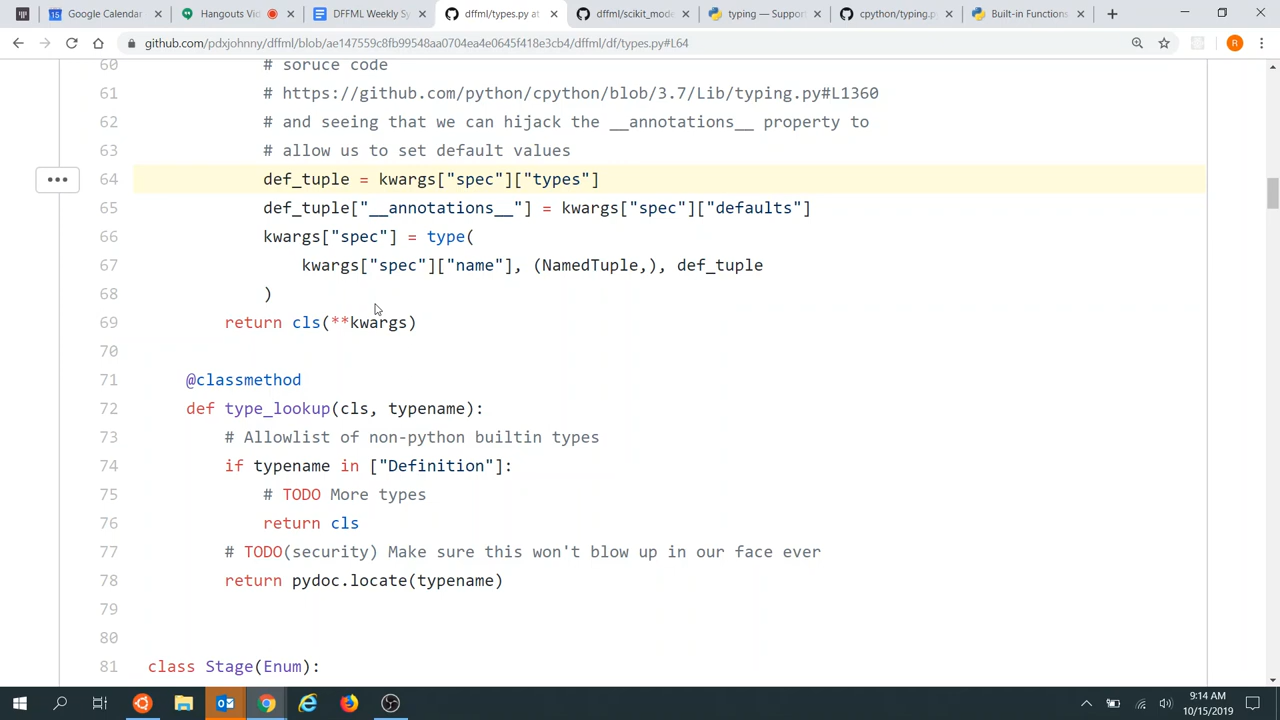 Google Calendar
Hangouts Vid
DFFML Weekly Sy
dffml/types.py at
dffml/scikit_mode
typing — Support
cpython/typing.py
Built-in Functions
github.com/pdxjohnny/dffml/blob/ae147559c8fb99548aa0704ea4e0645f418e3cb4/dffml/df/types.py#L64
R
60 # soruce code
61 # https://github.com/python/cpython/blob/3.7/Lib/typing.py#L1360
62 # and seeing that we can hijack the __annotations__ property to
63 # allow us to set default values
64 def_tuple = kwargs["spec"]["types"]
65 def_tuple["__annotations__"] = kwargs["spec"]["defaults"]
66 kwargs["spec"] = type(
67 kwargs["spec"]["name"], (NamedTuple,), def_tuple
68 )
69 return cls(**kwargs)
70
71 @classmethod
72 def type_lookup(cls, typename):
73 # Allowlist of non-python builtin types
74 if typename in ["Definition"]:
75 # TODO More types
76 return cls
77 # TODO(security) Make sure this won't blow up in our face ever
78 return pydoc.locate(typename)
79
80
81 class Stage(Enum):
9:14 AM
10/15/2019